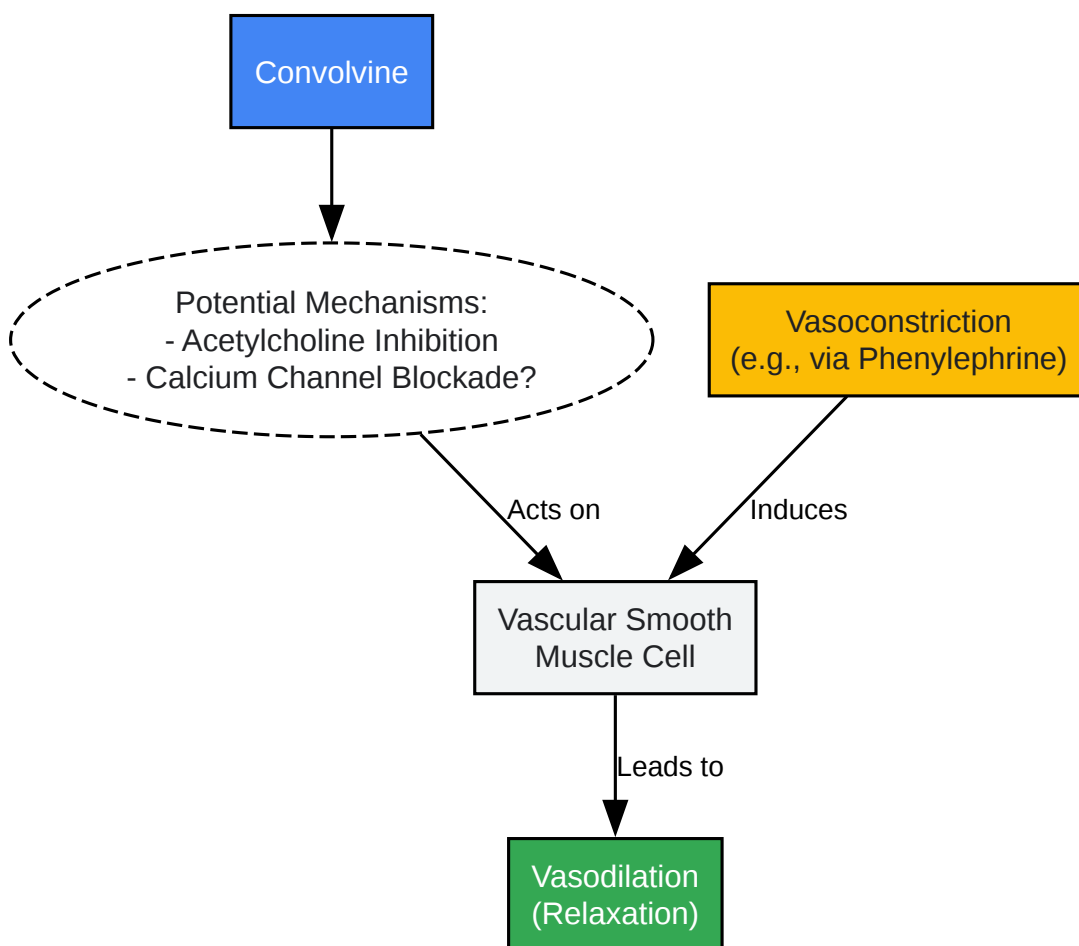 Convolvine
Potential Mechanisms:
- Acetylcholine Inhibition
- Calcium Channel Blockade?
Vasoconstriction
(e.g., via Phenylephrine)
Acts on
Induces
Vascular Smooth
Muscle Cell
Leads to
Vasodilation
(Relaxation)